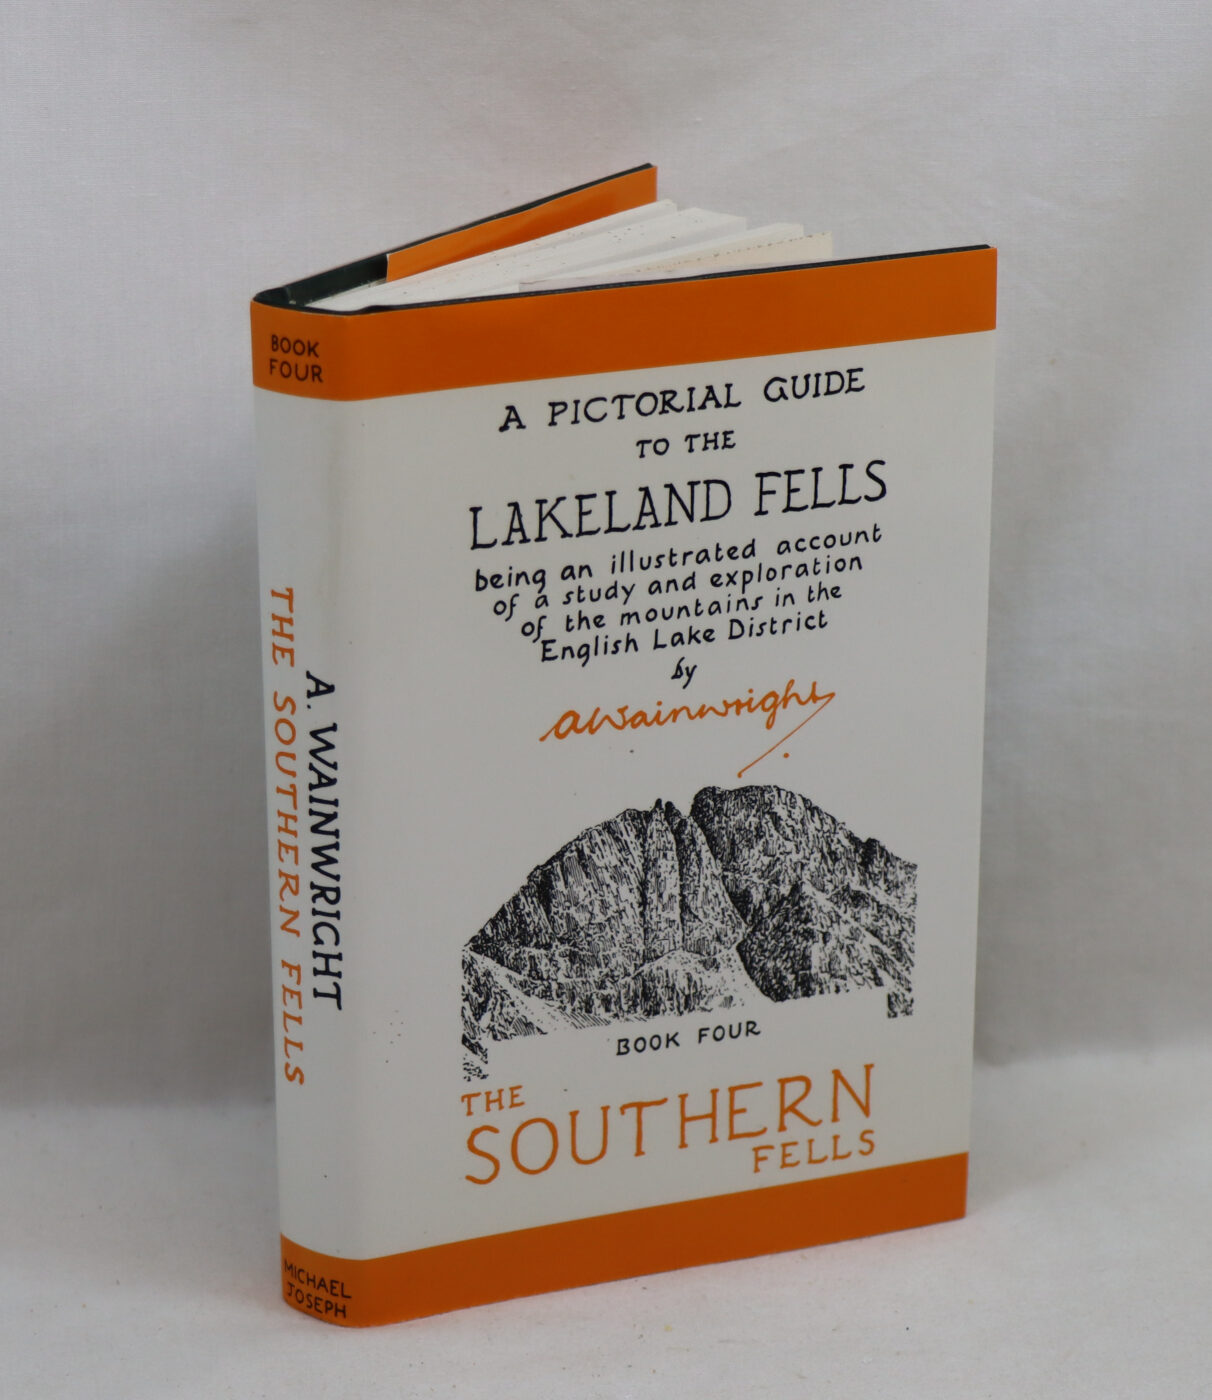 BOOK
FOUR
A. WAINWRIGHT
THE SOUTHERN FELLS
MICHAEL
JOSEPH
A PICTORIAL GUIDE
TO THE
LAKELAND FELLS
being an illustrated account
of a study and exploration
of the mountains in the
English Lake District
by
AWainwright
BOOK FOUR
THE
SOUTHERN
FELLS